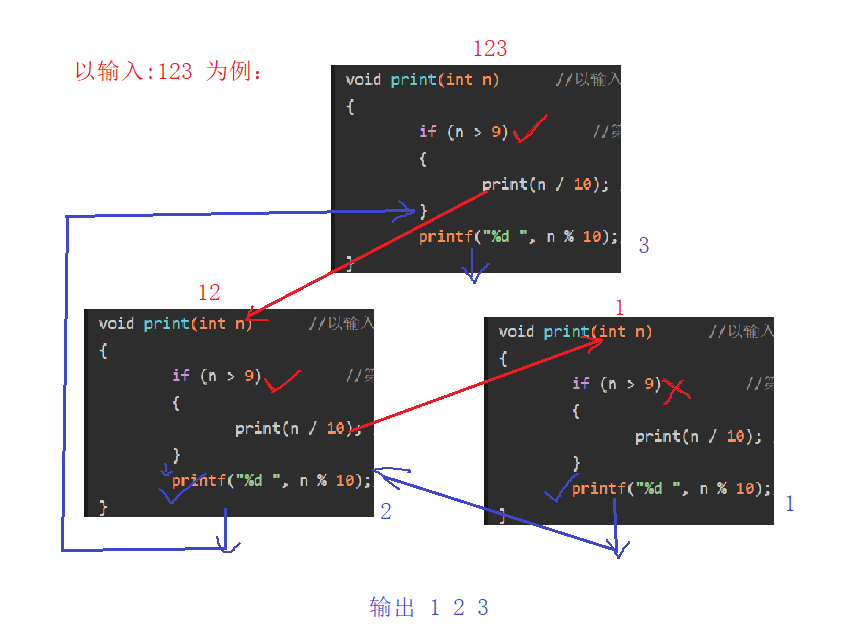 123
以输入:123 为例:
void print(int n) //以输入
{
if (n > 9) //第
{
print(n / 10);
}
printf("%d ", n % 10);
3
}
12
void print(int n) //以输入
{
if (n > 9) //第
{
print(n / 10);
}
printf("%d ", n % 10);
}
2
1
void print(int n) //以输入
{
if (n > 9) //第
{
print(n / 10);
}
printf("%d ", n % 10);
}
1
输出 1 2 3